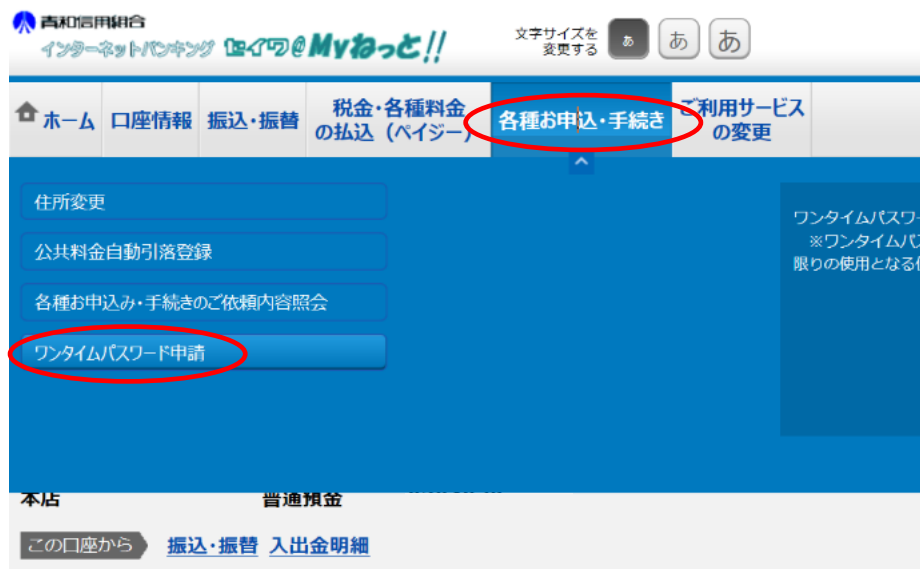 青和信用組合
インターネットバンキング セイワ@Myねっと!!
文字サイズを
変更する
あ あ あ
ホーム 口座情報 振込・振替 税金・各種料金
の払込（ペイジー） 各種お申込・手続き ご利用サービス
の変更
住所変更
公共料金自動引落登録
各種お申込み・手続きのご依頼内容照会
ワンタイムパスワード申請
ワンタイムパスワー
※ワンタイムパス
限りの使用となる
本店 普通預金
この口座から 振込・振替 入出金明細